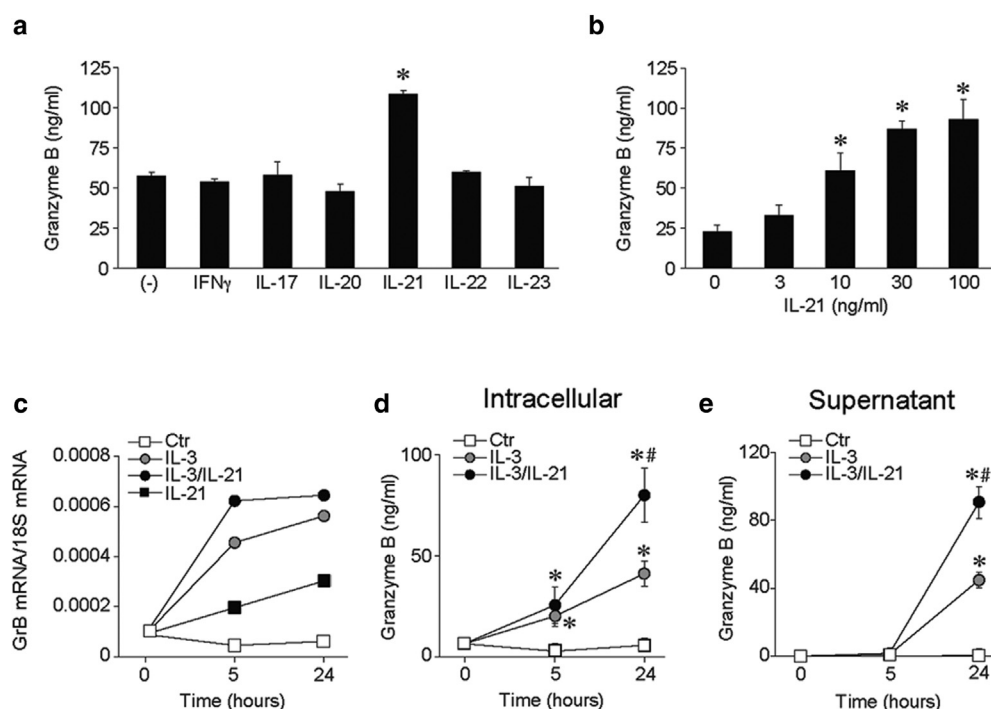 a
Granzyme B (ng/ml)
125
100
75
50
25
0
*
(-) IFNγ IL-17 IL-20 IL-21 IL-22 IL-23
b
Granzyme B (ng/ml)
125
100
75
50
25
0
* * *
0 3 10 30 100
IL-21 (ng/ml)
c
Ctr
IL-3
IL-3/IL-21
IL-21
GrB mRNA/18S mRNA
0.0008
0.0006
0.0004
0.0002
0
0 5 24
Time (hours)
d
Intracellular
Ctr
IL-3
IL-3/IL-21
Granzyme B (ng/ml)
100
50
0
*#
*
*
*
0 5 24
Time (hours)
e
Supernatant
Ctr
IL-3
IL-3/IL-21
Granzyme B (ng/ml)
120
80
40
0
*#
*
0 5 24
Time (hours)